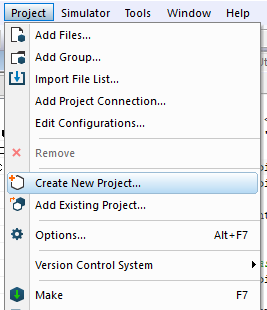 Project Simulator Tools Window Help
Add Files...
Add Group...
Import File List...
Add Project Connection...
Edit Configurations...
Remove
Create New Project...
Add Existing Project...
Options... Alt+F7
Version Control System
Make F7